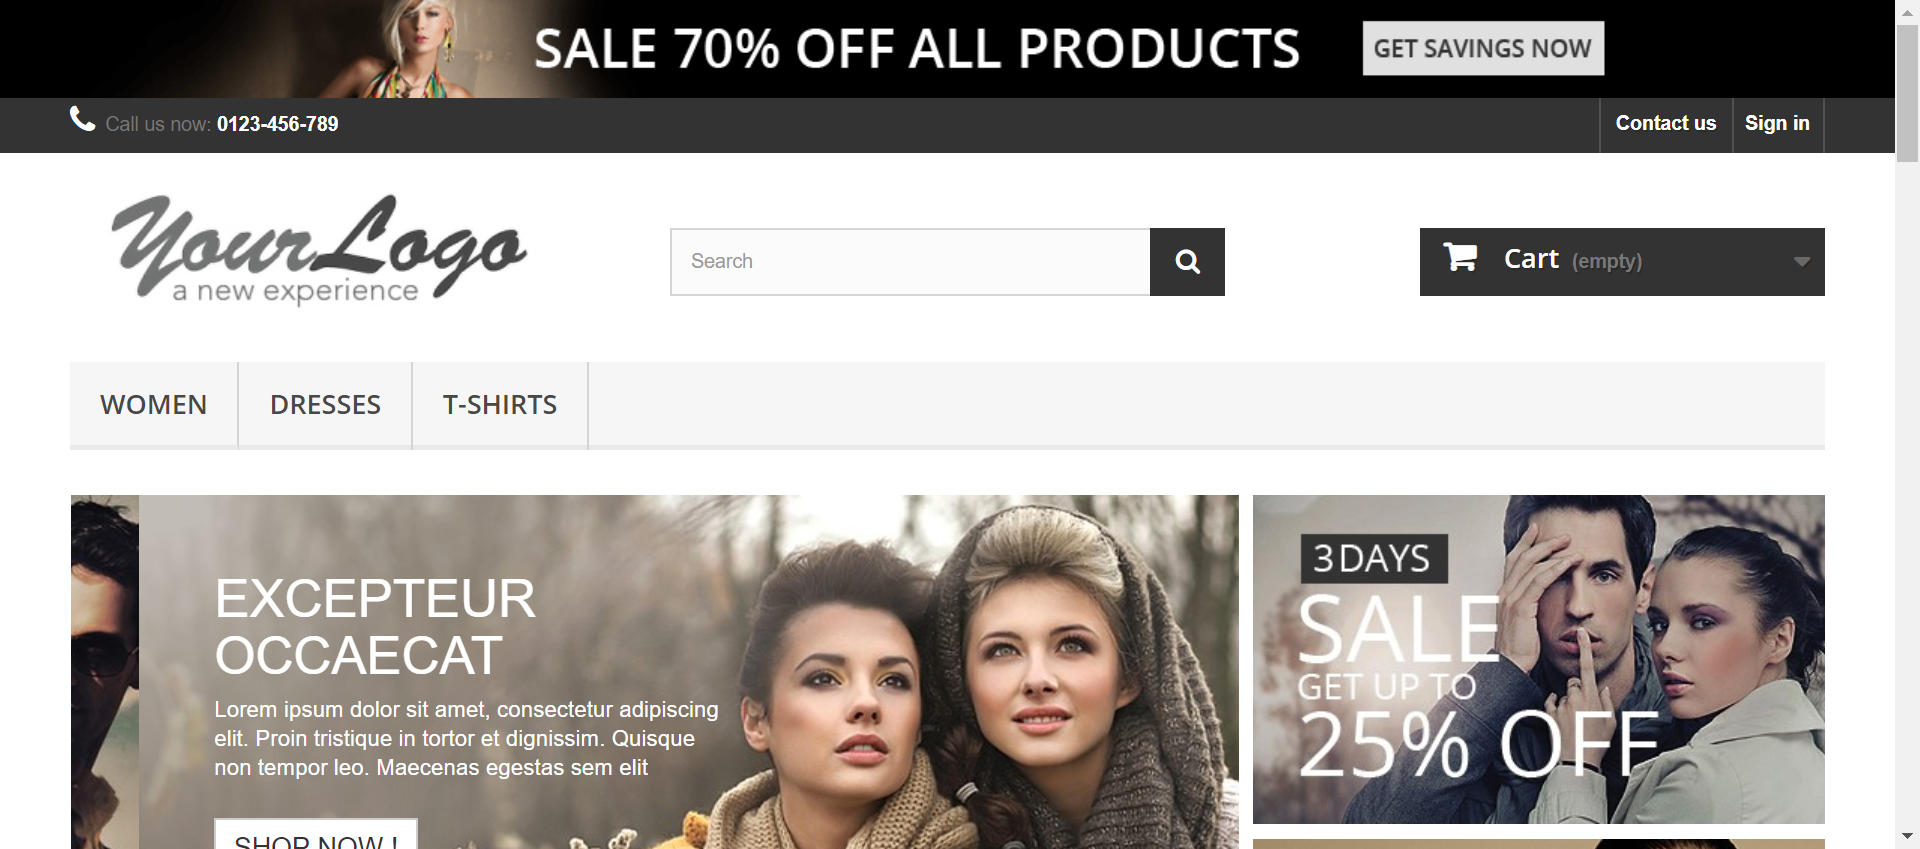 SALE 70% OFF ALL PRODUCTS
GET SAVINGS NOW
Call us now: 0123-456-789
Contact us
Sign in
YourLogo
a new experience
Search
Cart (empty)
WOMEN
DRESSES
T-SHIRTS
EXCEPTEUR
OCCAECAT
Lorem ipsum dolor sit amet, consectetur adipiscing
elit. Proin tristique in tortor et dignissim. Quisque
non tempor leo. Maecenas egestas sem elit
SHOP NOW !
3 DAYS
SALE
GET UP TO
25% OFF